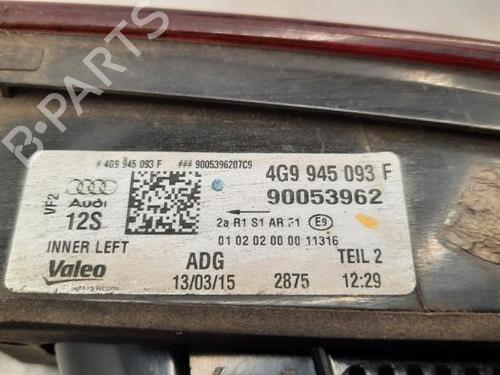 # 4G9 945 093 F ### 9005396207C9
4G9 945 093 F
90053962
VF2
Audi
12S
2a R1 S1 AR F1 E9
01 02 02 00 00 11316
INNER LEFT
ADG
TEIL 2
Valeo
13/03/15 2875 12:29
B-Parts